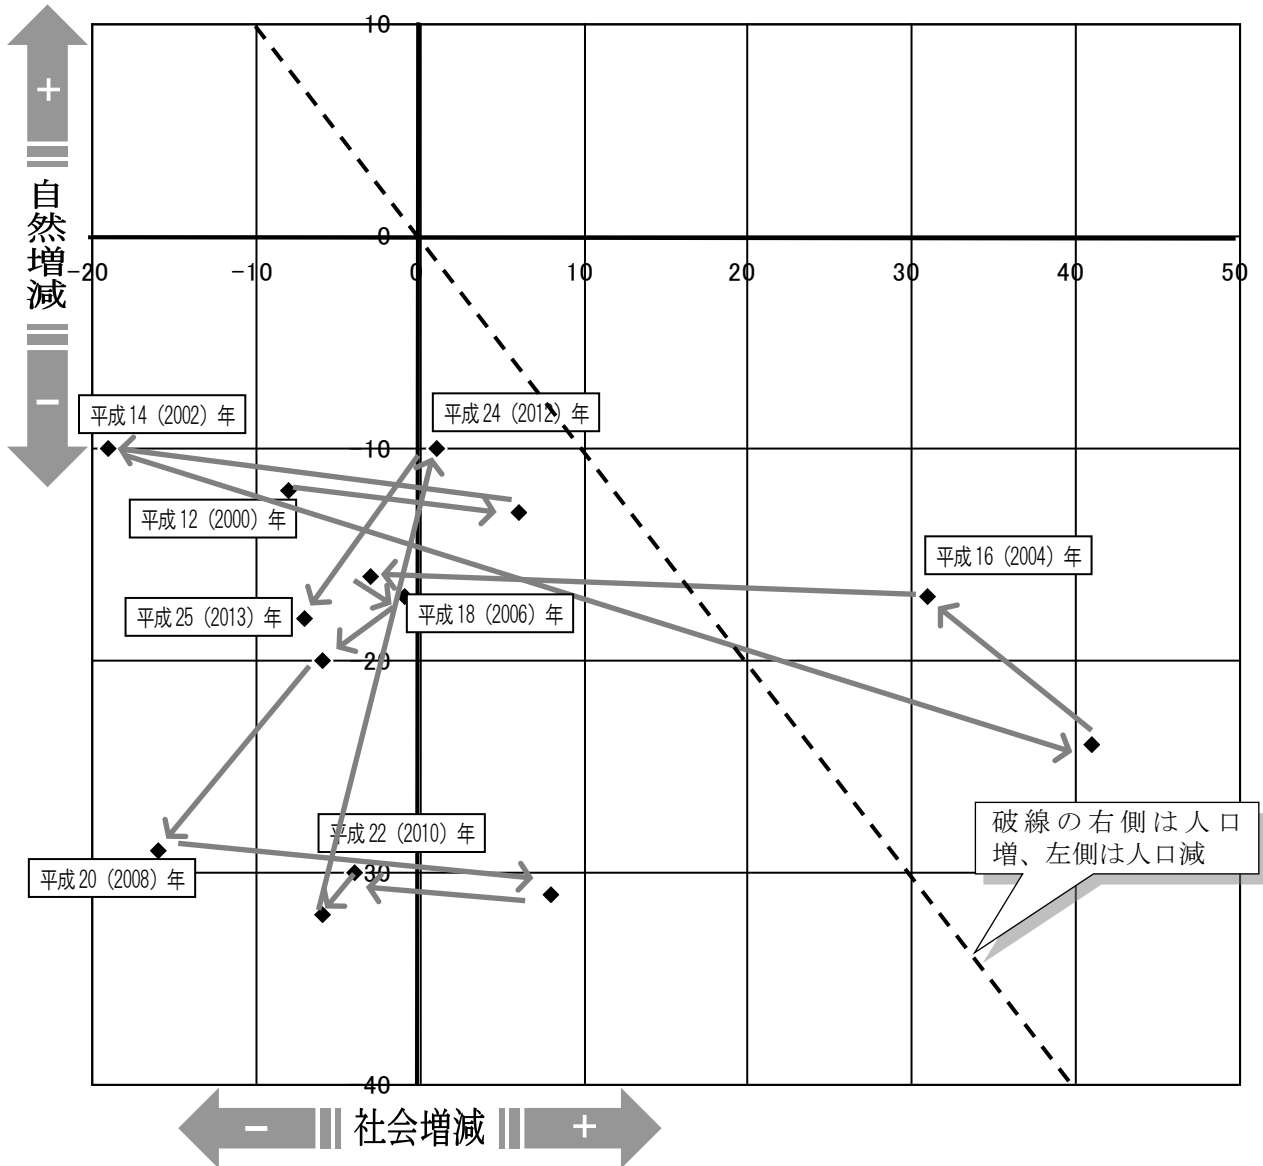 10
+
自然増減
0
-20
-10
0
10
20
30
40
50
-
平成14（2002）年
平成24（2012）年
-10
平成12（2000）年
平成16（2004）年
平成25（2013）年
平成18（2006）年
-20
平成22（2010）年
破線の右側は人口
増、左側は人口減
平成20（2008）年
-30
-40
- 社会増減 +